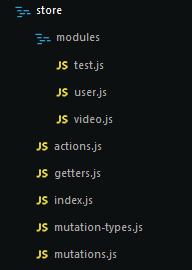 store
modules
JS test.js
JS user.js
JS video.js
JS actions.js
JS getters.js
JS index.js
JS mutation-types.js
JS mutations.js